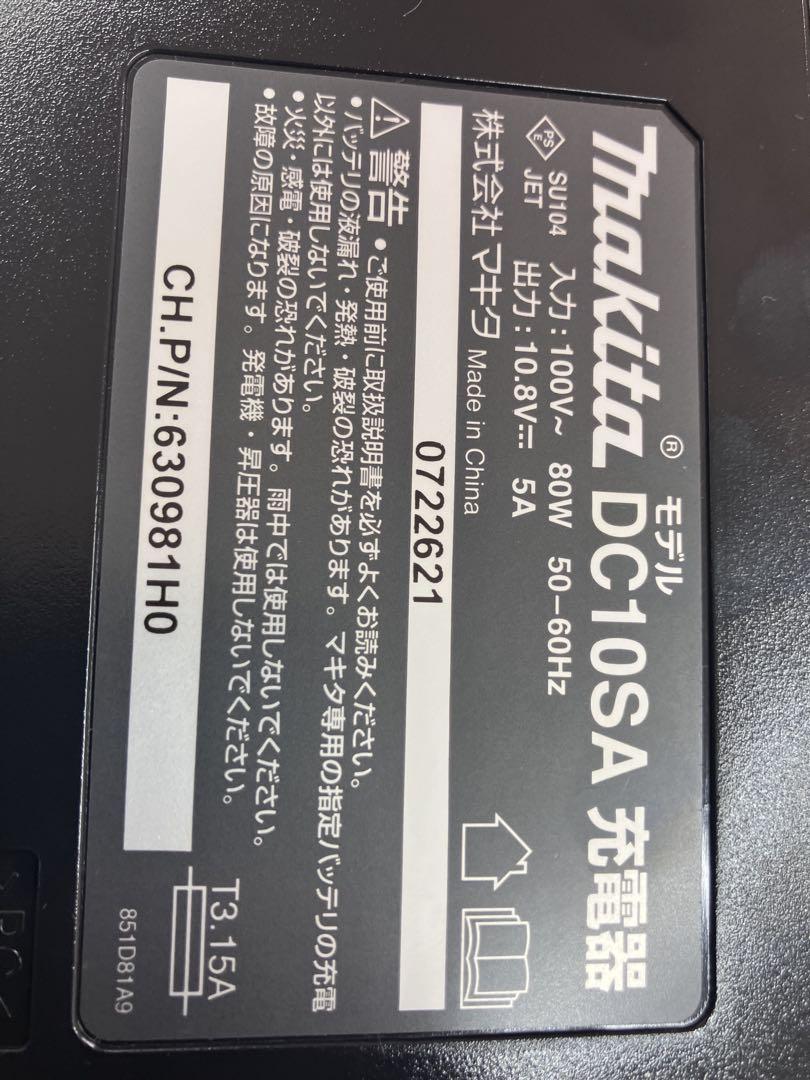 モデル
makita® DC10SA 充電器
PS
E
SU104
JET
入力:100V~ 80W 50–60Hz
出力:10.8V⎓ 5A
株式会社 マキタ Made in China
0722621
⚠ 警告 •ご使用前に取扱説明書を必ずよくお読みください。
•バッテリの液漏れ・発熱・破裂の恐れがあります。マキタ専用の指定バッテリの充電
以外には使用しないでください。
•火災・感電・破裂の恐れがあります。雨中では使用しないでください。
•故障の原因になります。発電機・昇圧器は使用しないでください。
CH.P/N:630981H0
T3.15A
851D81A9